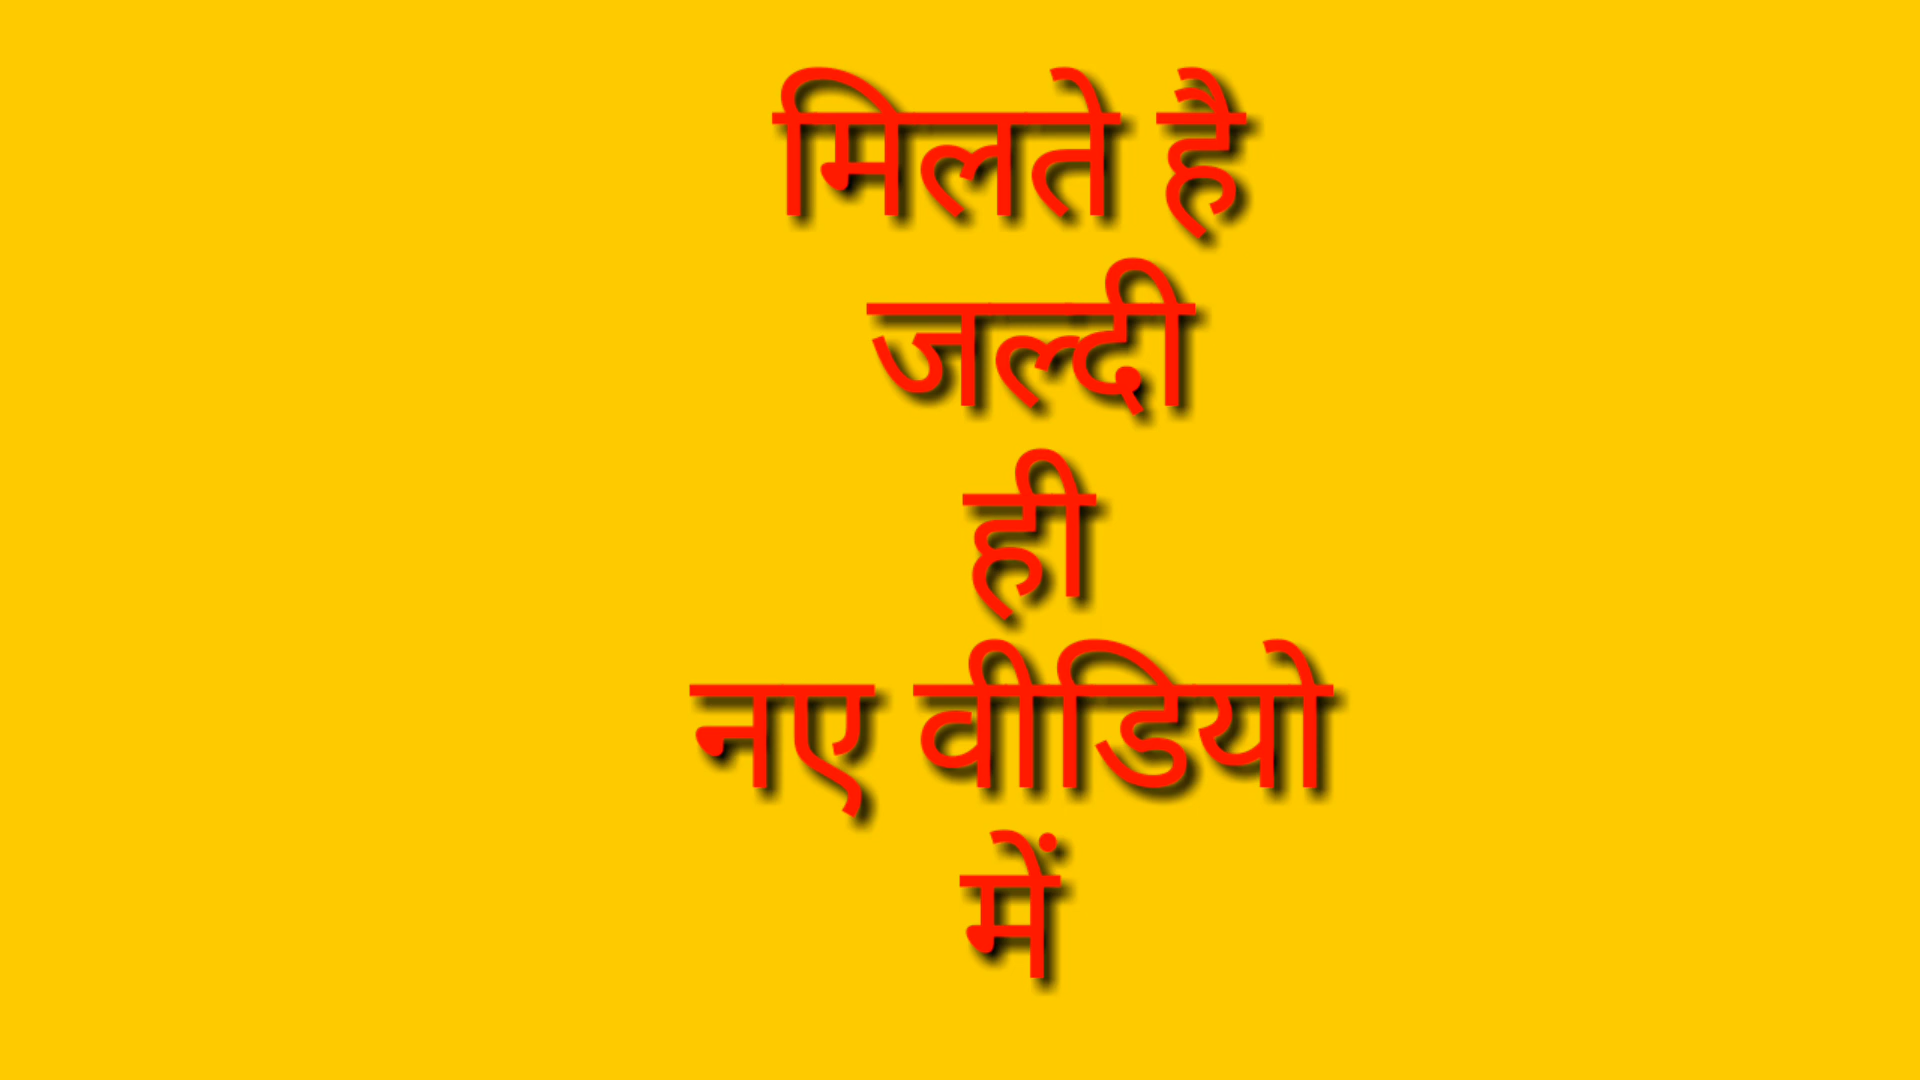 मिलते है
जल्दी
ही
नए वीडियो
में